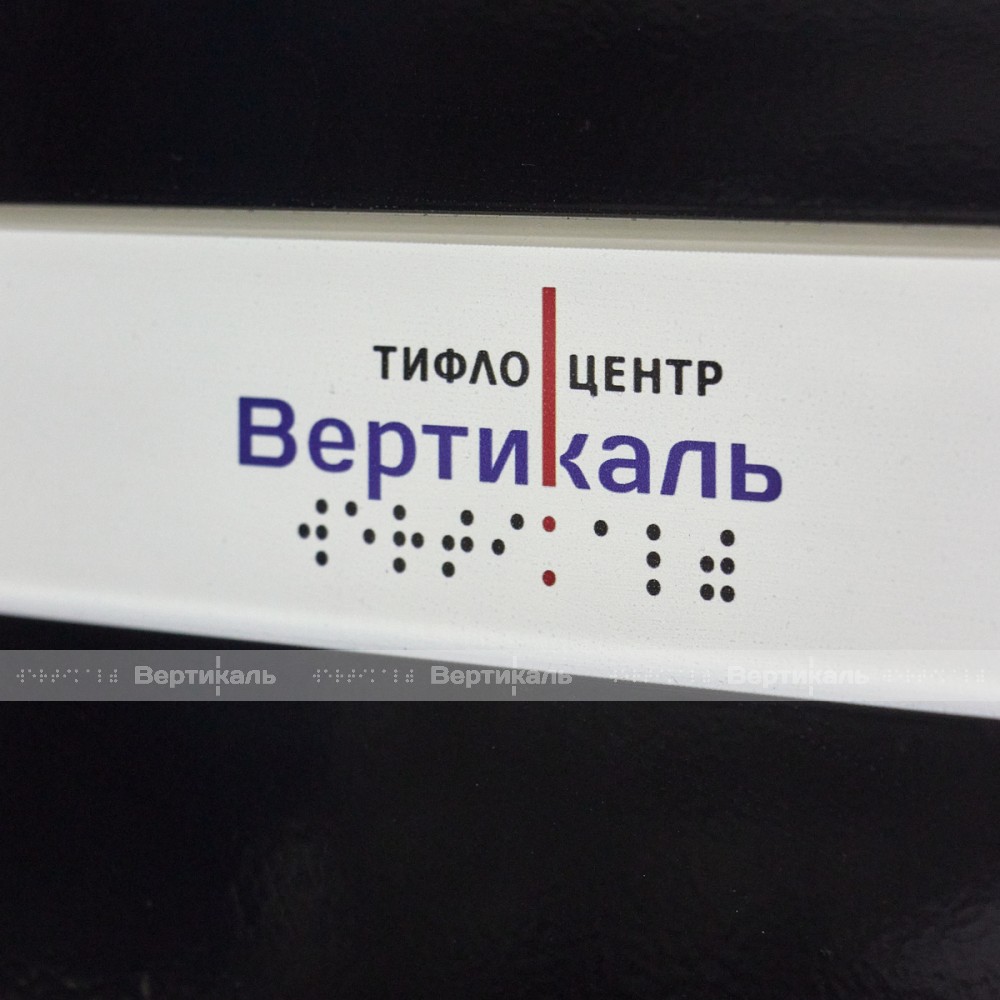 ТИФЛО ЦЕНТР
Вертикаль
⠺⠑⠗⠞⠊⠅⠁⠇⠾
Вертикаль Вертикаль Вертикаль